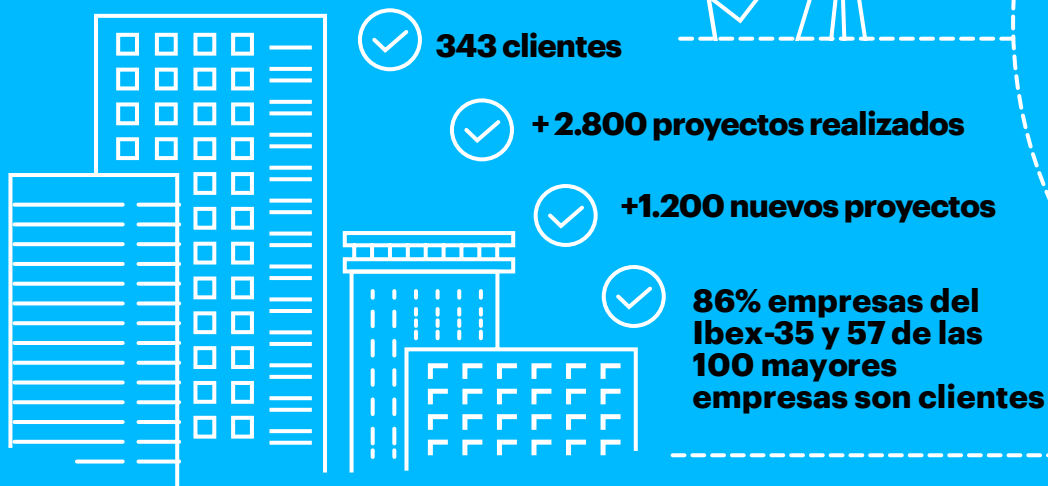 343 clientes
+ 2.800 proyectos realizados
+1.200 nuevos proyectos
86% empresas del
Ibex-35 y 57 de las
100 mayores
empresas son clientes